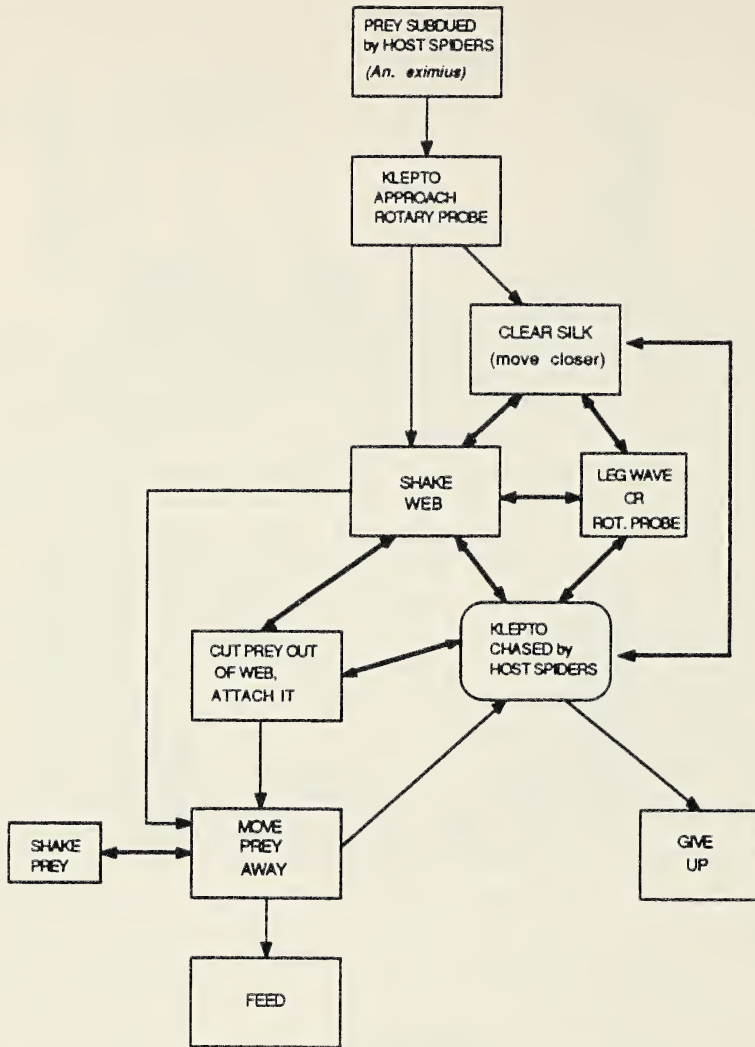 PREY SUBDUED
by HOST SPIDERS
(An. eximius)
KLEPTO
APPROACH
ROTARY PROBE
CLEAR SILK
(move closer)
SHAKE
WEB
LEG WAVE
CR
ROT. PROBE
KLEPTO
CHASED by
HOST SPIDERS
CUT PREY OUT
OF WEB,
ATTACH IT
SHAKE
PREY
MOVE
PREY
AWAY
GIVE
UP
FEED